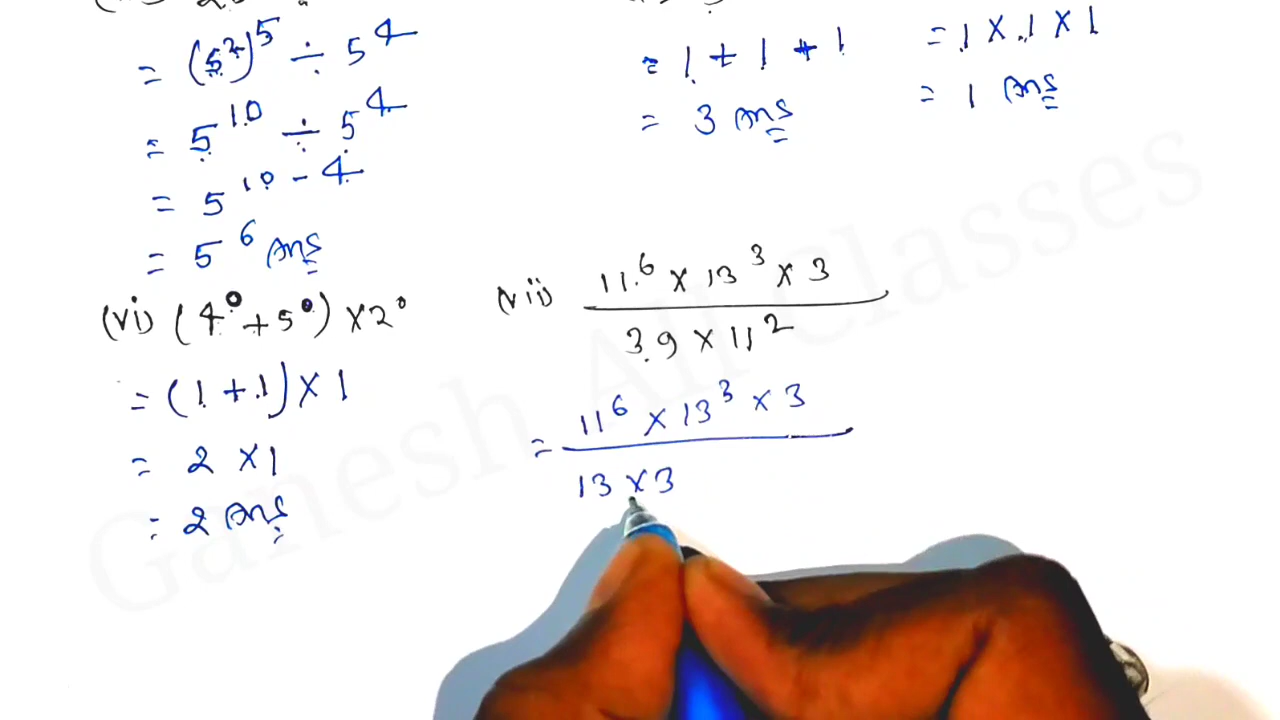 = (5²)⁵ ÷ 5⁴
= 5¹⁰ ÷ 5⁴
= 5¹⁰⁻⁴
= 5⁶ Ans
= 1 + 1 + 1
= 3 Ans
= 1 × 1 × 1
= 1 Ans
(vi) (4⁰ + 5⁰) × 2⁰
= (1 + 1) × 1
= 2 × 1
= 2 Ans
(vii) 11⁶ × 13³ × 3
39 × 11²
= 11⁶ × 13³ × 3
13 × 3
Ganesh All Classes